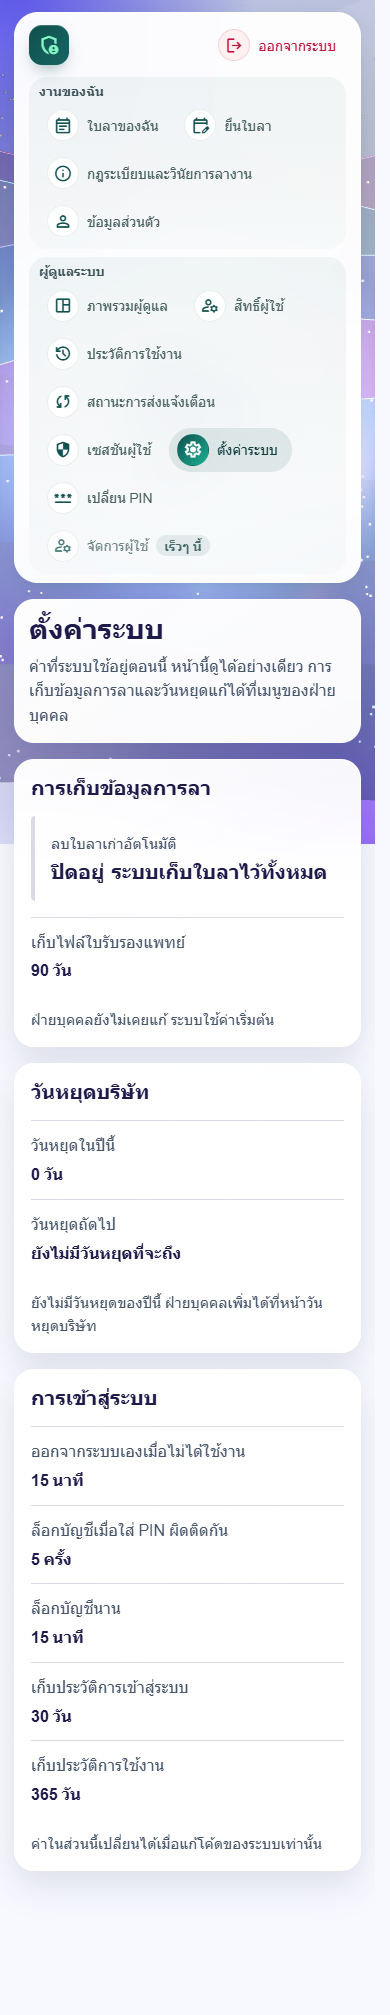 ออกจากระบบ
งานของฉัน
ใบลาของฉัน ยื่นใบลา
กฎระเบียบและวินัยการลางาน
ข้อมูลส่วนตัว
ผู้ดูแลระบบ
ภาพรวมผู้ดูแล สิทธิ์ผู้ใช้
ประวัติการใช้งาน
สถานะการส่งแจ้งเตือน
เซสชันผู้ใช้ ตั้งค่าระบบ
เปลี่ยน PIN
จัดการผู้ใช้ เร็วๆ นี้
ตั้งค่าระบบ
ค่าที่ระบบใช้อยู่ตอนนี้ หน้านี้ดูได้อย่างเดียว การ
เก็บข้อมูลการลาและวันหยุดแก้ได้ที่เมนูของฝ่าย
บุคคล
การเก็บข้อมูลการลา
ลบใบลาเก่าอัตโนมัติ
ปิดอยู่ ระบบเก็บใบลาไว้ทั้งหมด
เก็บไฟล์ใบรับรองแพทย์
90 วัน
ฝ่ายบุคคลยังไม่เคยแก้ ระบบใช้ค่าเริ่มต้น
วันหยุดบริษัท
วันหยุดในปีนี้
0 วัน
วันหยุดถัดไป
ยังไม่มีวันหยุดที่จะถึง
ยังไม่มีวันหยุดของปีนี้ ฝ่ายบุคคลเพิ่มได้ที่หน้าวัน
หยุดบริษัท
การเข้าสู่ระบบ
ออกจากระบบเองเมื่อไม่ได้ใช้งาน
15 นาที
ล็อกบัญชีเมื่อใส่ PIN ผิดติดกัน
5 ครั้ง
ล็อกบัญชีนาน
15 นาที
เก็บประวัติการเข้าสู่ระบบ
30 วัน
เก็บประวัติการใช้งาน
365 วัน
ค่าในส่วนนี้เปลี่ยนได้เมื่อแก้โค้ดของระบบเท่านั้น